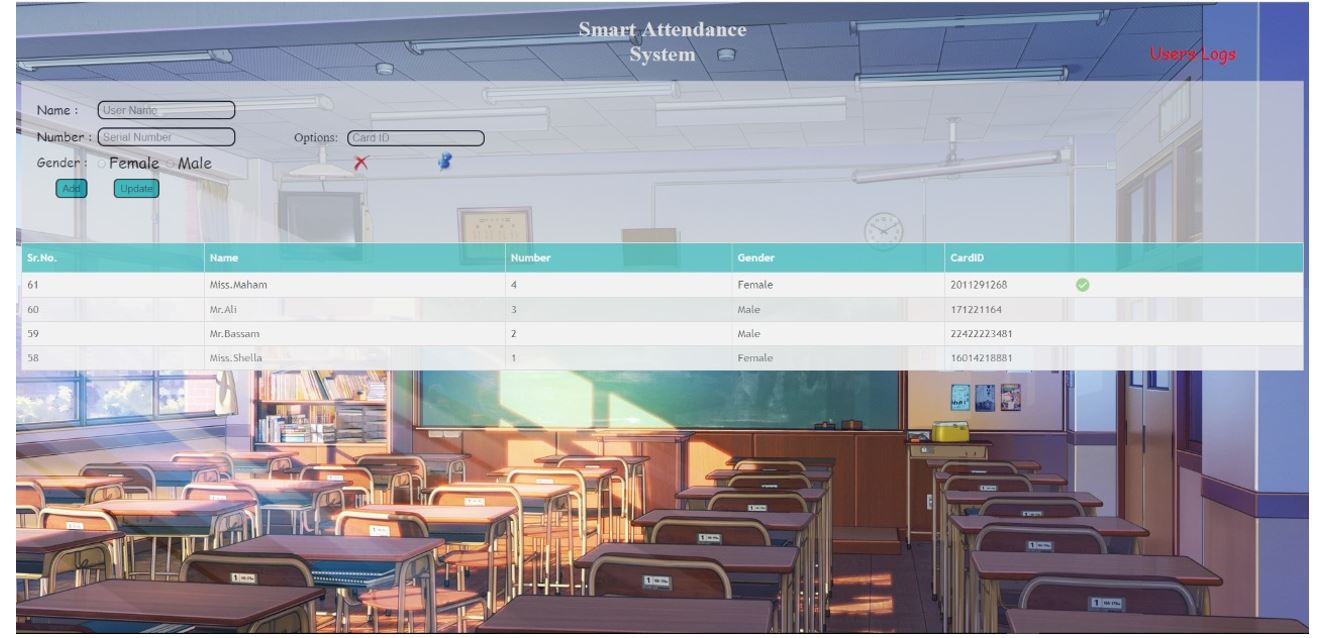 Smart Attendance
System
Users Logs
Name : User Name
Number : Serial Number Options: Card ID
Gender : Female Male
Add Update
Sr.No. Name Number Gender CardID
61 Miss.Maham 4 Female 2011291268
60 Mr.Ali 3 Male 171221164
59 Mr.Bassam 2 Male 22422223481
58 Miss.Shella 1 Female 16014218881